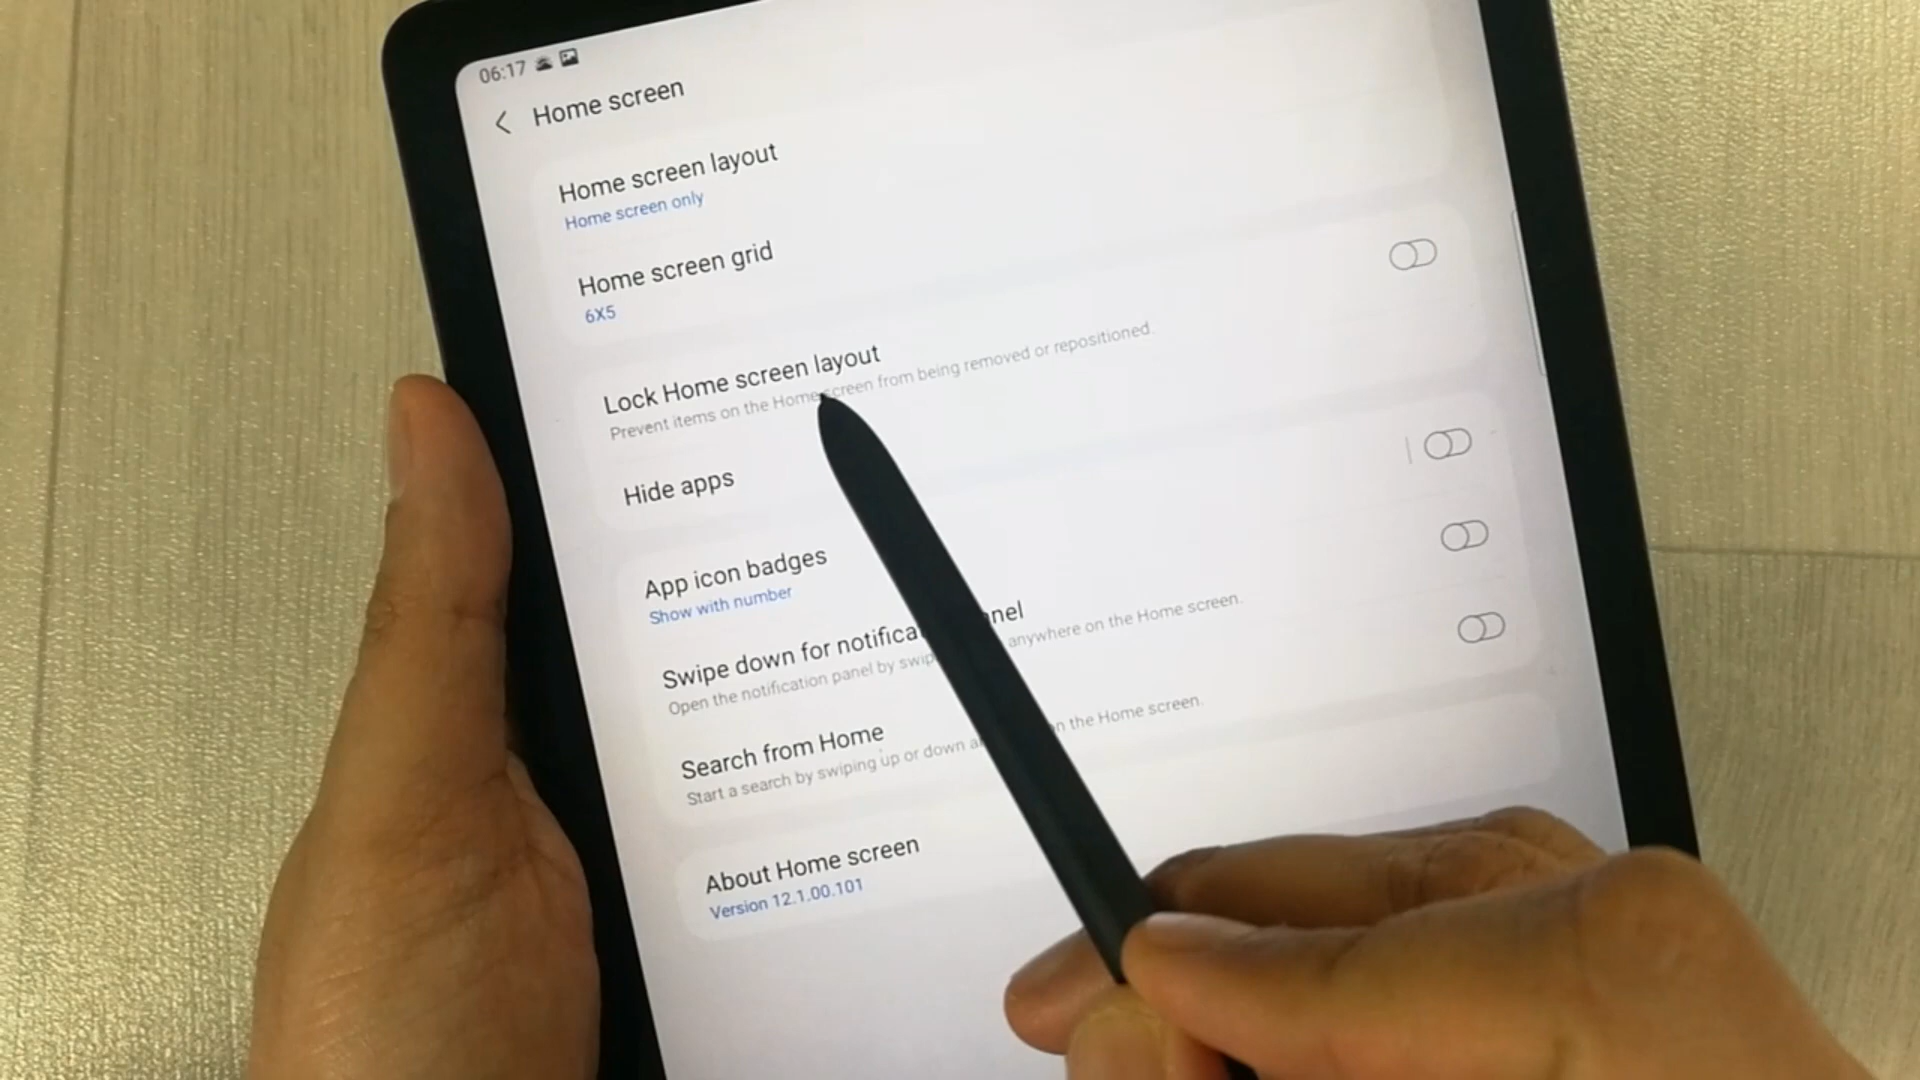 06:17
Home screen
Home screen layout
Home screen only
Home screen grid
6X5
Lock Home screen layout
Prevent items on the Home screen from being removed or repositioned.
Hide apps
App icon badges
Show with number
Swipe down for
Open the notification panel by anywhere on the Home screen.
Search from Home
Start a search by swiping up or down the Home screen.
About Home screen
Version 12.1.00.101